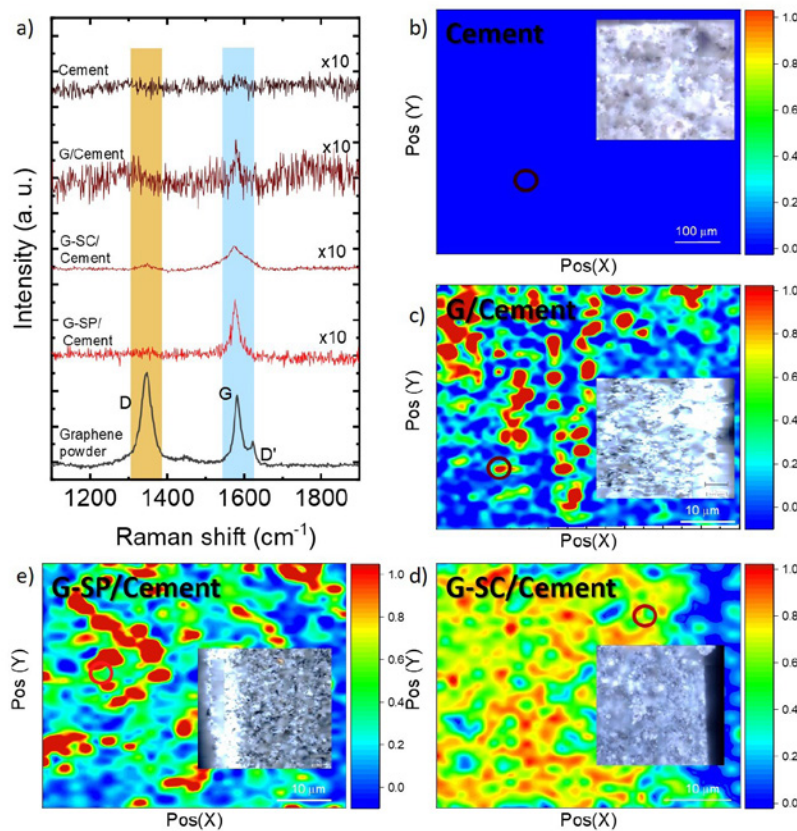 a)
Cement
x10
G/Cement
x10
G-SC/
Cement
x10
G-SP/
Cement
x10
D
G
D'
Graphene
powder
Intensity (a. u.)
1200 1400 1600 1800
Raman shift (cm-1)
b)
Cement
Pos (Y)
100 μm
Pos(X)
1.0
0.8
0.6
0.4
0.2
0.0
c)
G/Cement
Pos (Y)
10 μm
Pos(X)
1.0
0.8
0.6
0.4
0.2
0.0
e)
G-SP/Cement
Pos (Y)
10 μm
Pos(X)
1.0
0.8
0.6
0.4
0.2
0.0
d)
G-SC/Cement
Pos (Y)
10 μm
Pos(X)
1.0
0.8
0.6
0.4
0.2
0.0